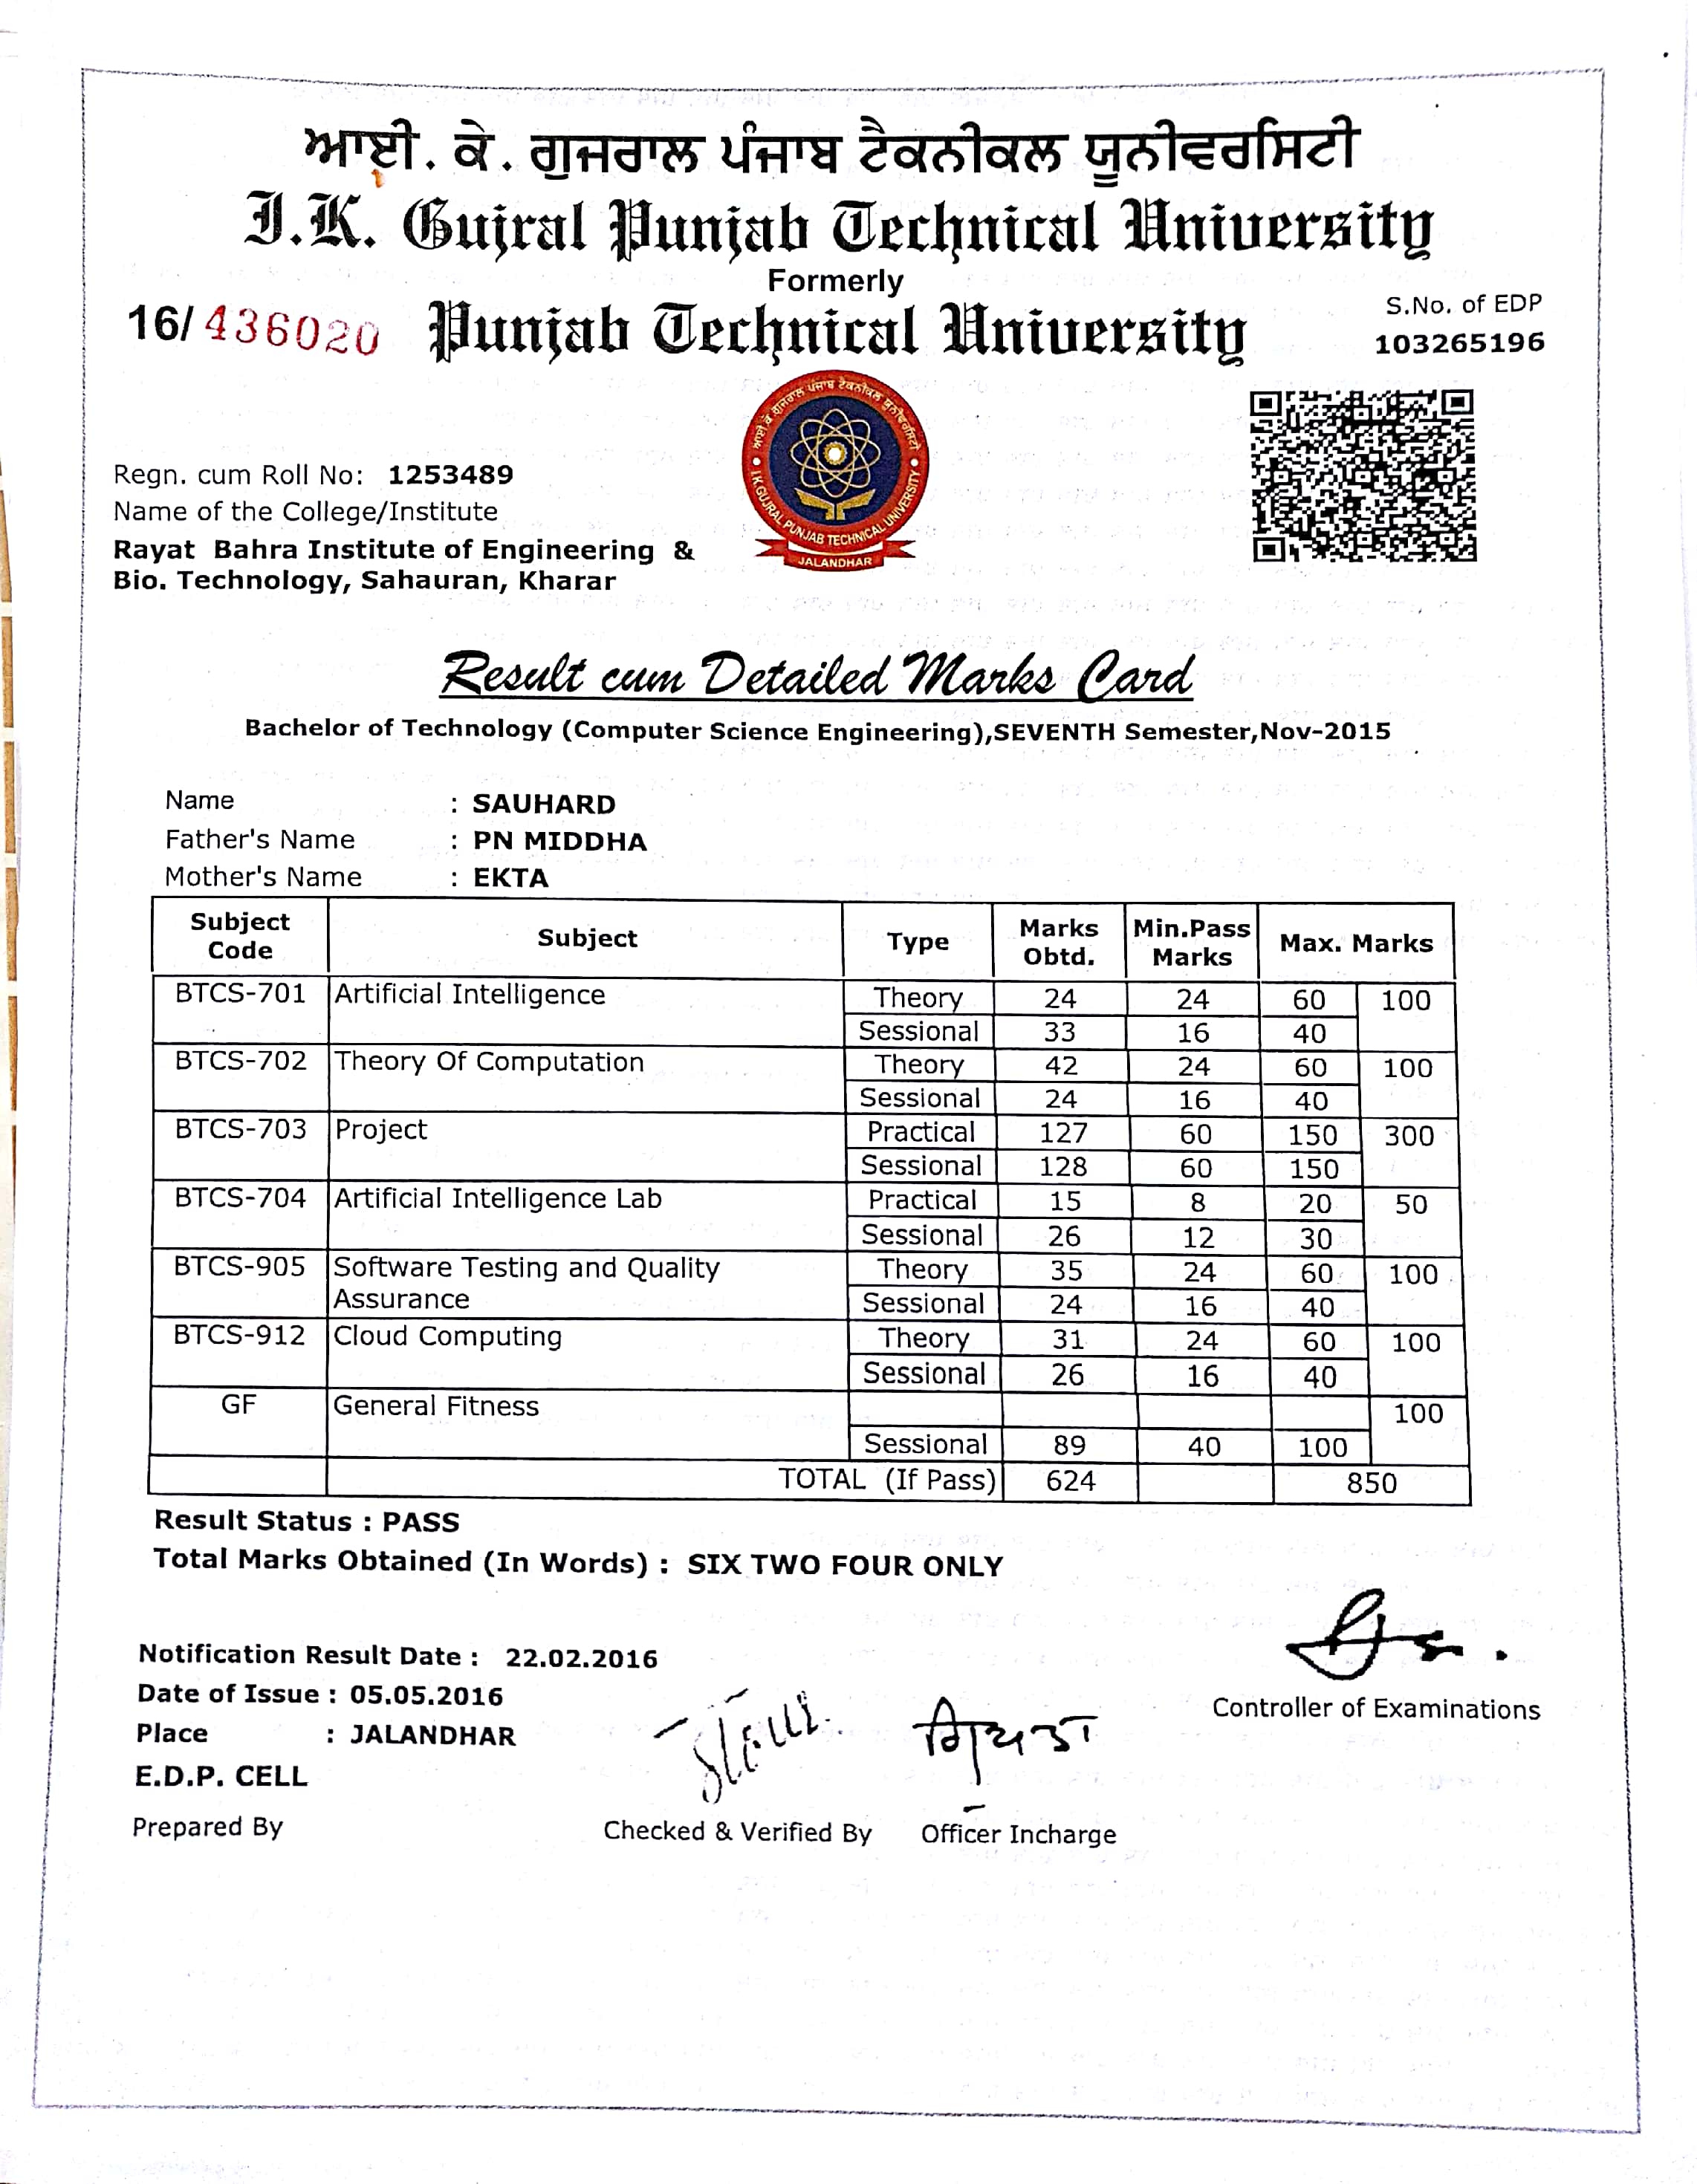 ਆਈ. ਕੇ. ਗੁਜਰਾਲ ਪੰਜਾਬ ਟੈਕਨੀਕਲ ਯੂਨੀਵਰਸਿਟੀ
I.K. Gujral Punjab Technical University
Formerly
16/ 436020 Punjab Technical University
S.No. of EDP
103265196
ਆਈ ਕੇ ਗੁਜਰਾਲ ਪੰਜਾਬ ਟੈਕਨੀਕਲ ਯੂਨੀਵਰਸਿਟੀ
I.K.GUJRAL PUNJAB TECHNICAL UNIVERSITY
JALANDHAR
Regn. cum Roll No: 1253489
Name of the College/Institute
Rayat Bahra Institute of Engineering &
Bio. Technology, Sahauran, Kharar
Result cum Detailed Marks Card
Bachelor of Technology (Computer Science Engineering),SEVENTH Semester,Nov-2015
Name : SAUHARD
Father's Name : PN MIDDHA
Mother's Name : EKTA
Subject Code Subject Type Marks Obtd. Min.Pass Marks Max. Marks
BTCS-701 Artificial Intelligence Theory 24 24 60 100
Sessional 33 16 40
BTCS-702 Theory Of Computation Theory 42 24 60 100
Sessional 24 16 40
BTCS-703 Project Practical 127 60 150 300
Sessional 128 60 150
BTCS-704 Artificial Intelligence Lab Practical 15 8 20 50
Sessional 26 12 30
BTCS-905 Software Testing and Quality Theory 35 24 60 100
Assurance Sessional 24 16 40
BTCS-912 Cloud Computing Theory 31 24 60 100
Sessional 26 16 40
GF General Fitness 100
Sessional 89 40 100
TOTAL (If Pass) 624 850
Result Status : PASS
Total Marks Obtained (In Words) : SIX TWO FOUR ONLY
Notification Result Date : 22.02.2016
Date of Issue : 05.05.2016
Place : JALANDHAR
E.D.P. CELL
Controller of Examinations
Prepared By
Checked & Verified By
Officer Incharge